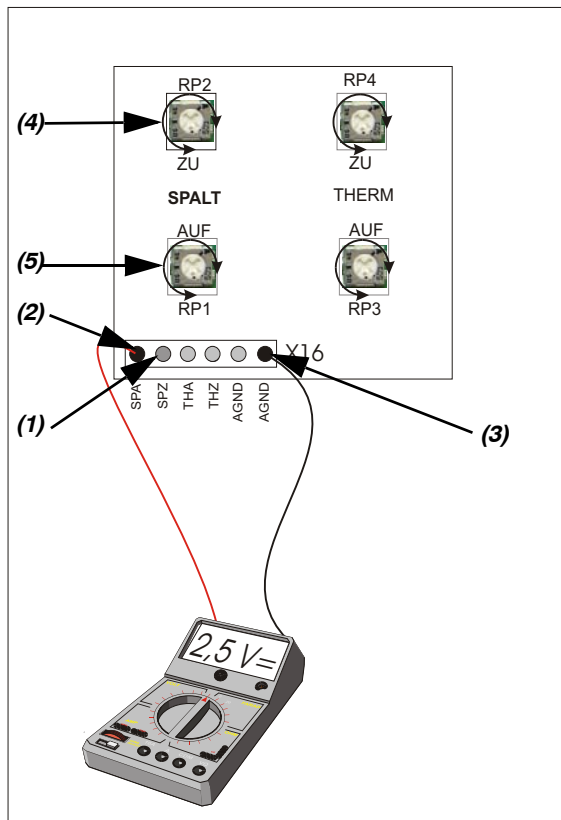 RP2 RP4
(4)
ZU ZU
SPALT THERM
AUF AUF
(5)
RP1 RP3
(2)
X16
SPA SPZ THA THZ AGND AGND
(1)
(3)
2,5 V=